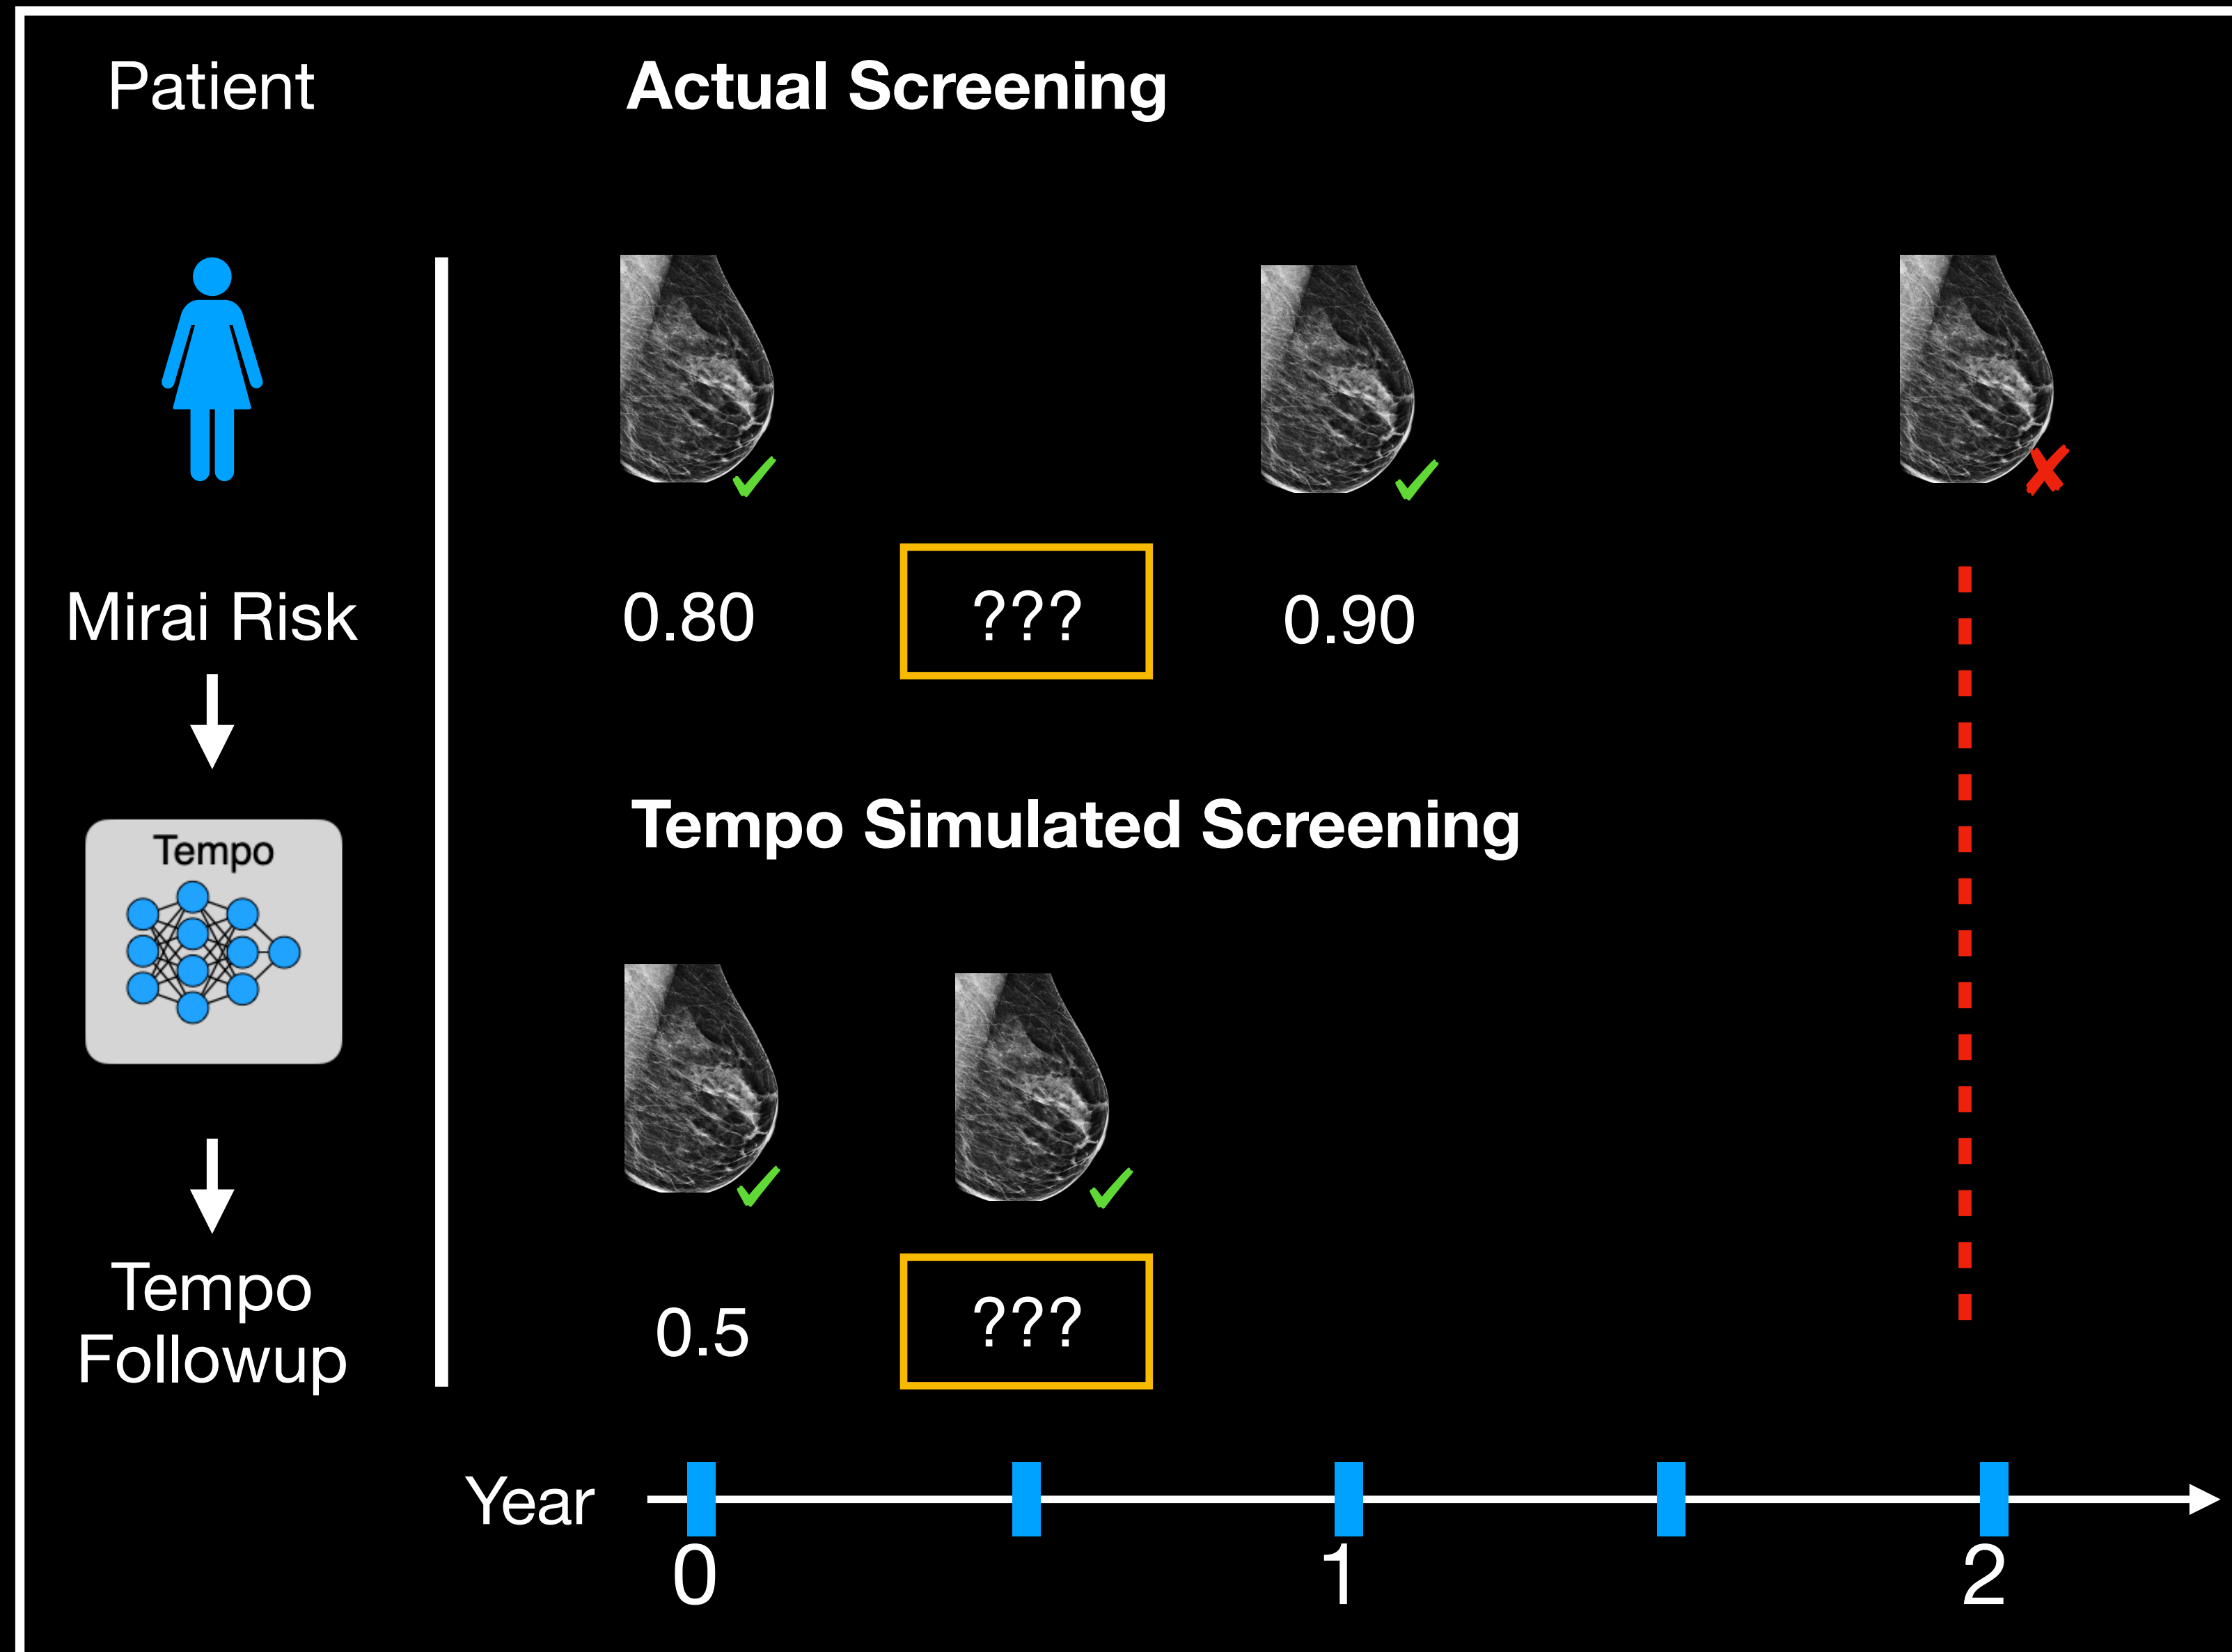 Patient
Actual Screening
Mirai Risk
0.80
???
0.90
Tempo Simulated Screening
Tempo
Tempo
Followup
0.5
???
Year
0
1
2